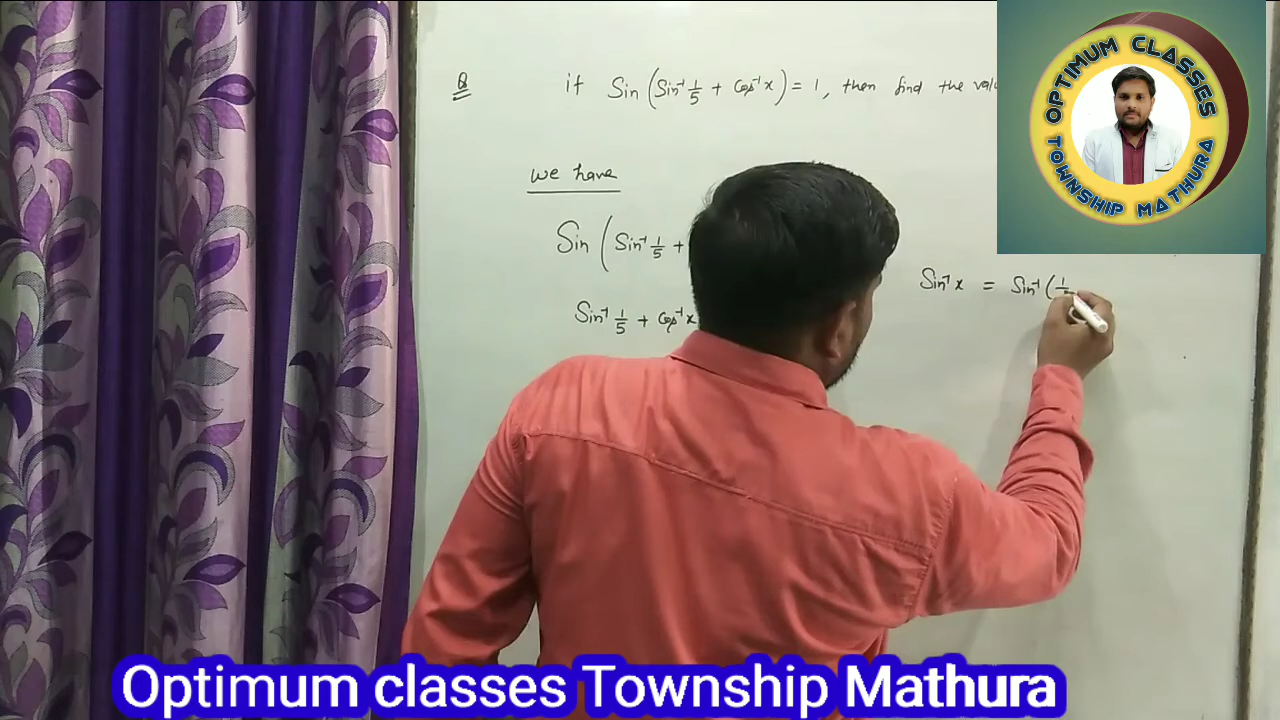 Q if Sin (Sin⁻¹ 1/5 + Cos⁻¹ x) = 1, then find the
we have
Sin (Sin⁻¹ 1/5 +
Sin⁻¹ 1/5 + Cos⁻¹ x
Sin⁻¹ x = Sin⁻¹ (1/5
OPTIMUM CLASSES
TOWNSHIP MATHURA
Optimum classes Township Mathura